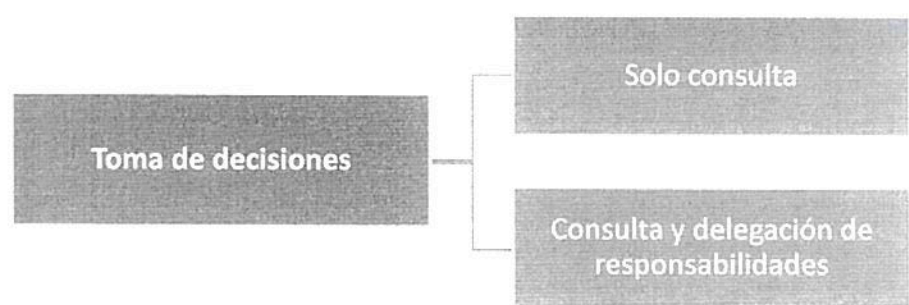 Toma de decisiones
Solo consulta
Consulta y delegación de
responsabilidades